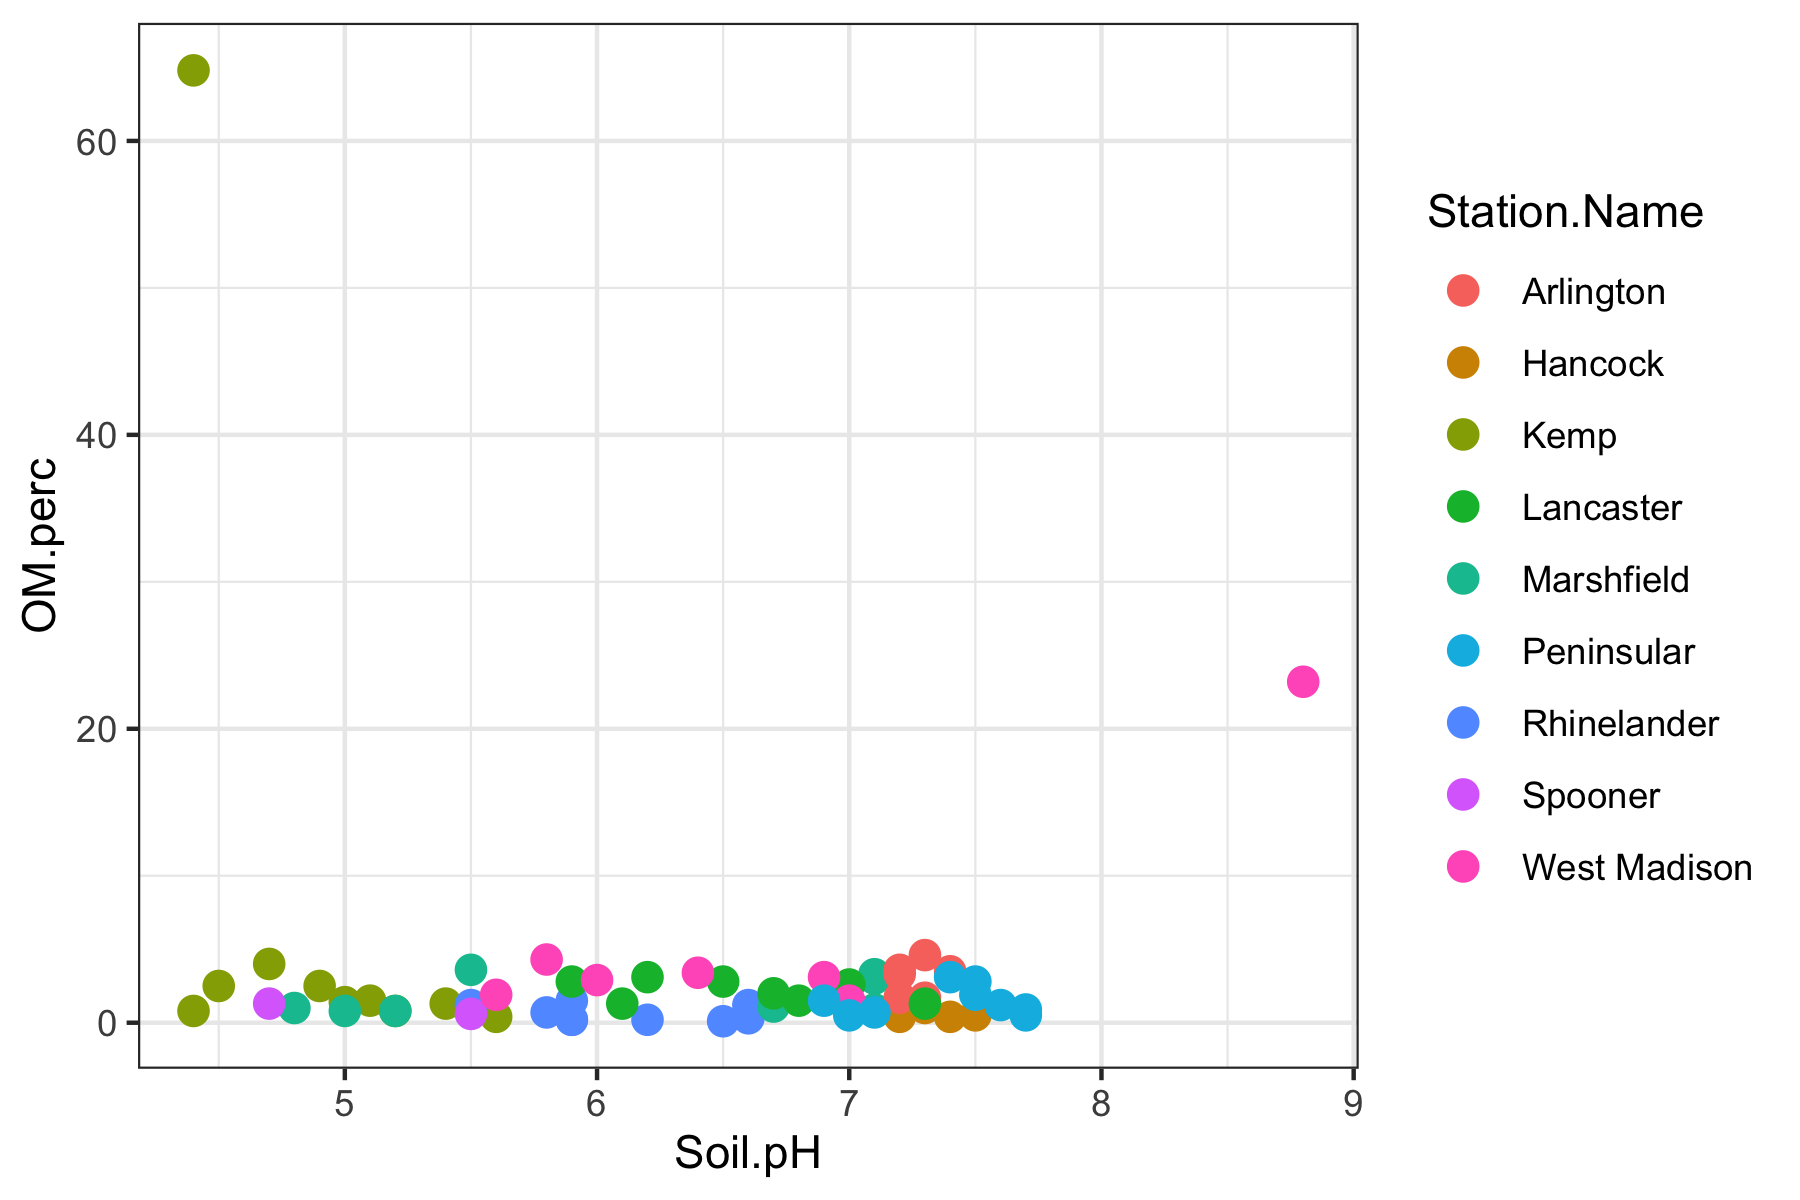 60
40
20
0
OM.perc
5 6 7 8 9
Soil.pH
Station.Name
Arlington
Hancock
Kemp
Lancaster
Marshfield
Peninsular
Rhinelander
Spooner
West Madison